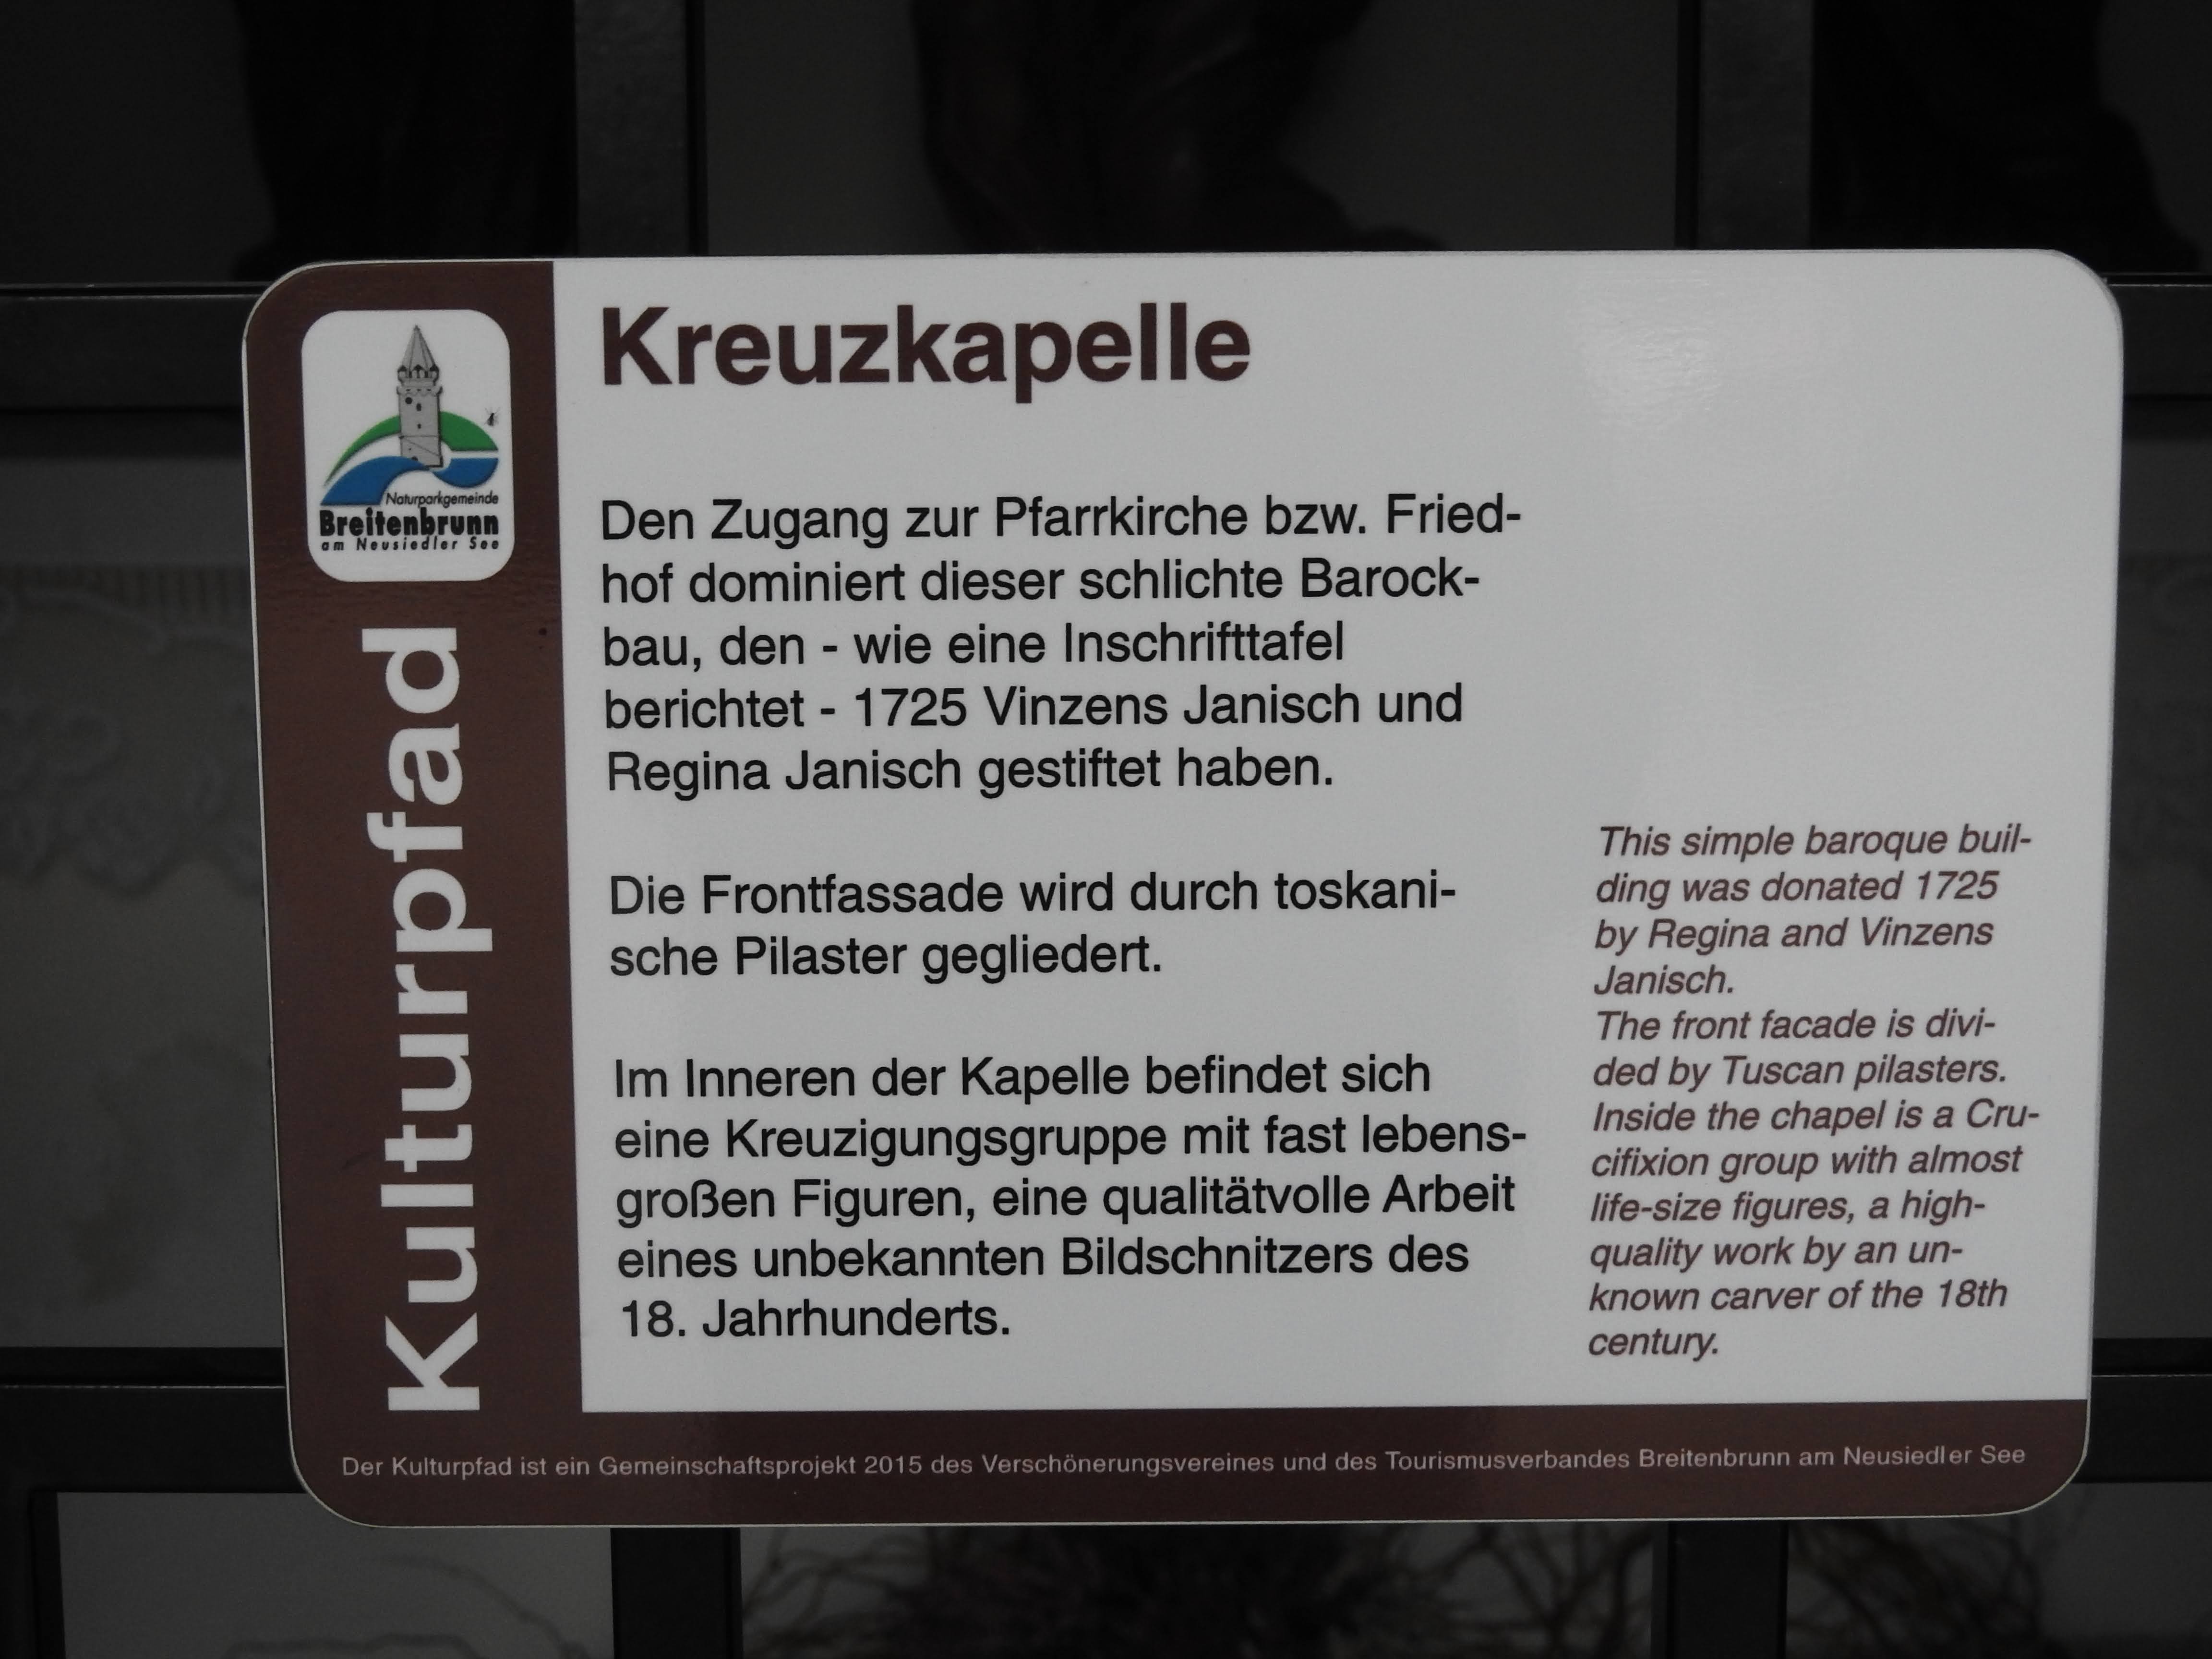 Kreuzkapelle
Naturparkgemeinde
Breitenbrunn
am Neusiedler See
Kulturpfad
Den Zugang zur Pfarrkirche bzw. Fried-
hof dominiert dieser schlichte Barock-
bau, den - wie eine Inschrifttafel
berichtet - 1725 Vinzens Janisch und
Regina Janisch gestiftet haben.
Die Frontfassade wird durch toskani-
sche Pilaster gegliedert.
Im Inneren der Kapelle befindet sich
eine Kreuzigungsgruppe mit fast lebens-
großen Figuren, eine qualitätvolle Arbeit
eines unbekannten Bildschnitzers des
18. Jahrhunderts.
This simple baroque buil-
ding was donated 1725
by Regina and Vinzens
Janisch.
The front facade is divi-
ded by Tuscan pilasters.
Inside the chapel is a Cru-
cifixion group with almost
life-size figures, a high-
quality work by an un-
known carver of the 18th
century.
Der Kulturpfad ist ein Gemeinschaftsprojekt 2015 des Verschönerungsvereines und des Tourismusverbandes Breitenbrunn am Neusiedler See